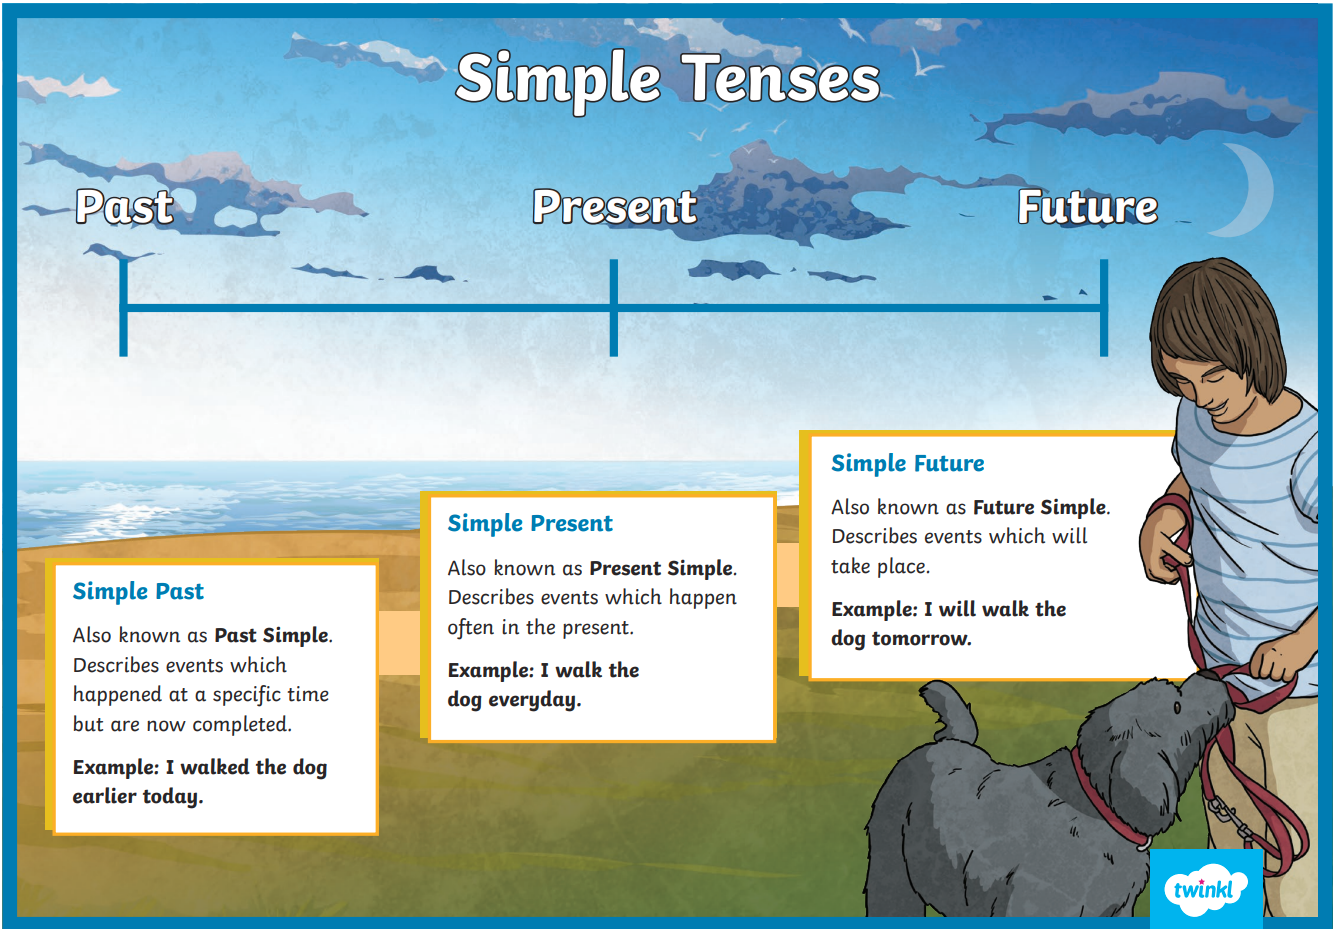 Simple Tenses
Past
Present
Future
Simple Past
Also known as Past Simple.
Describes events which
happened at a specific time
but are now completed.
Example: I walked the dog
earlier today.
Simple Present
Also known as Present Simple.
Describes events which happen
often in the present.
Example: I walk the
dog everyday.
Simple Future
Also known as Future Simple.
Describes events which will
take place.
Example: I will walk the
dog tomorrow.
twinkl